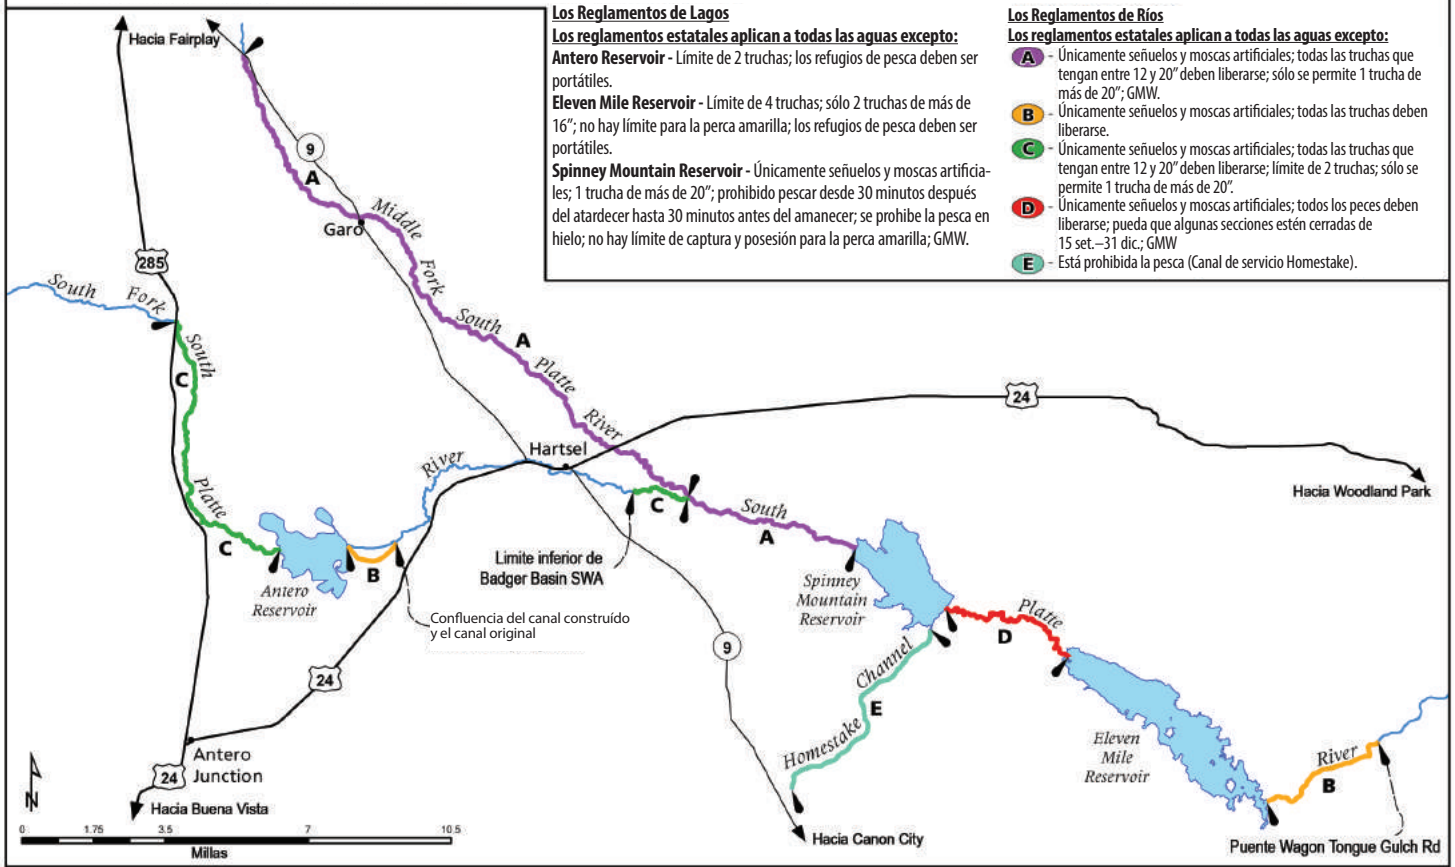 Los Reglamentos de Lagos
Los reglamentos estatales aplican a todas las aguas excepto:
Antero Reservoir - Límite de 2 truchas; los refugios de pesca deben ser
portátiles.
Eleven Mile Reservoir - Límite de 4 truchas; sólo 2 truchas de más de
16”; no hay límite para la perca amarilla; los refugios de pesca deben ser
portátiles.
Spinney Mountain Reservoir - Únicamente señuelos y moscas artificia-
les; 1 trucha de más de 20”; prohibido pescar desde 30 minutos después
del atardecer hasta 30 minutos antes del amanecer; se prohibe la pesca en
hielo; no hay límite de captura y posesión para la perca amarilla; GMW.
Los Reglamentos de Ríos
Los reglamentos estatales aplican a todas las aguas excepto:
A - Únicamente señuelos y moscas artificiales; todas las truchas que
tengan entre 12 y 20” deben liberarse; sólo se permite 1 trucha de
más de 20”; GMW.
B - Únicamente señuelos y moscas artificiales; todas las truchas deben
liberarse.
C - Únicamente señuelos y moscas artificiales; todas las truchas que
tengan entre 12 y 20” deben liberarse; límite de 2 truchas; sólo se
permite 1 trucha de más de 20”.
D - Únicamente señuelos y moscas artificiales; todos los peces deben
liberarse; pueda que algunas secciones estén cerradas de
15 set.–31 dic.; GMW
E - Está prohibida la pesca (Canal de servicio Homestake).
Hacia Fairplay
9
A
Garo
Middle
Fork
South
A
Platte
River
285
South
Fork
South
C
Platte
C
Antero
Reservoir
B
River
Hartsel
24
Hacia Woodland Park
C
Limite inferior de
Badger Basin SWA
Confluencia del canal construído
y el canal original
South
A
Spinney
Mountain
Reservoir
Platte
D
9
Channel
E
Homestake
Eleven
Mile
Reservoir
River
B
Puente Wagon Tongue Gulch Rd
24
Antero
Junction
24
Hacia Buena Vista
Hacia Canon City
N
0 1.75 3.5 7 10.5
Millas